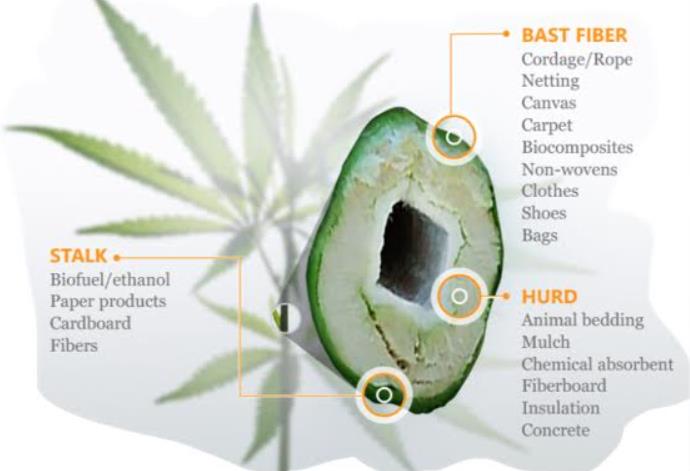 BAST FIBER
Cordage/Rope
Netting
Canvas
Carpet
Biocomposites
Non-wovens
Clothes
Shoes
Bags
STALK
Biofuel/ethanol
Paper products
Cardboard
Fibers
HURD
Animal bedding
Mulch
Chemical absorbent
Fiberboard
Insulation
Concrete